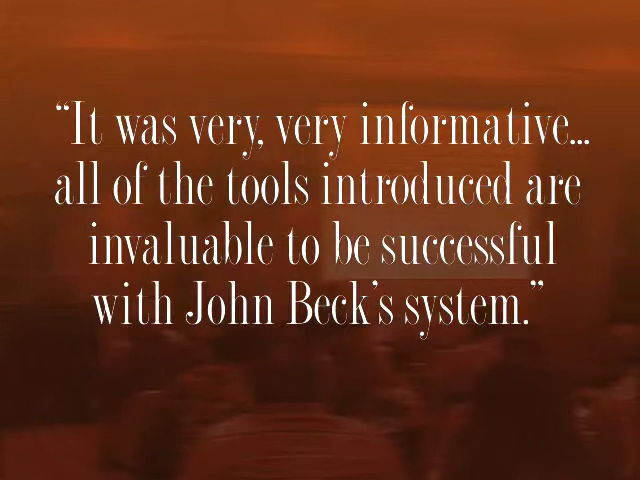 “It was very, very informative...
all of the tools introduced are
invaluable to be successful
with John Beck’s system.”